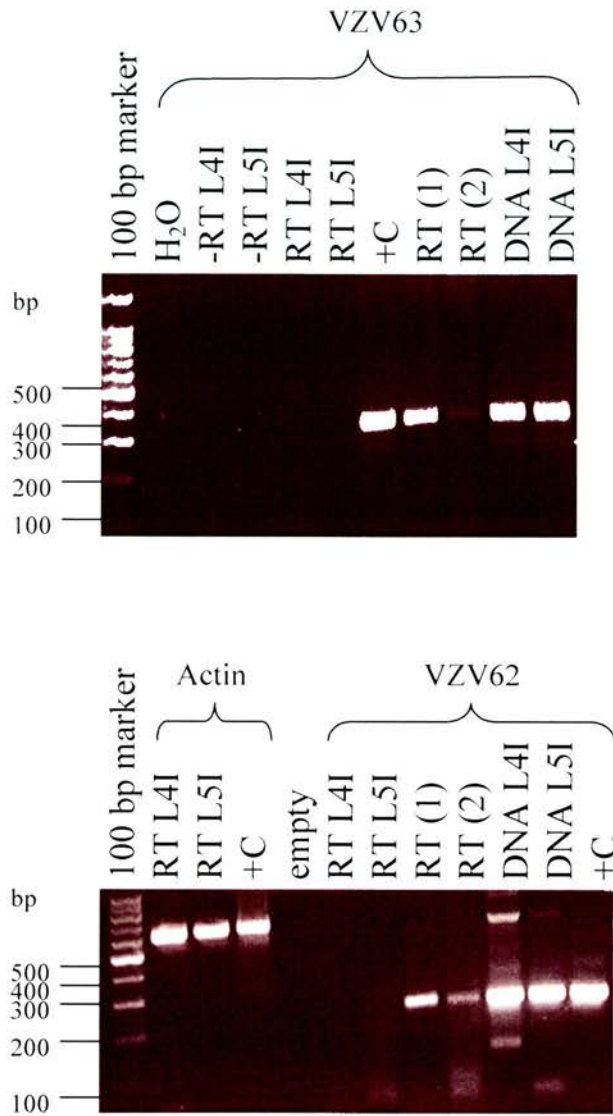 VZV63
100 bp marker
H₂O
-RT L4I
-RT L5I
RT L4I
RT L5I
+C
RT (1)
RT (2)
DNA L4I
DNA L5I
bp
500
400
300
200
100
Actin
VZV62
100 bp marker
RT L4I
RT L5I
+C
empty
RT L4I
RT L5I
RT (1)
RT (2)
DNA L4I
DNA L5I
+C
bp
500
400
300
200
100